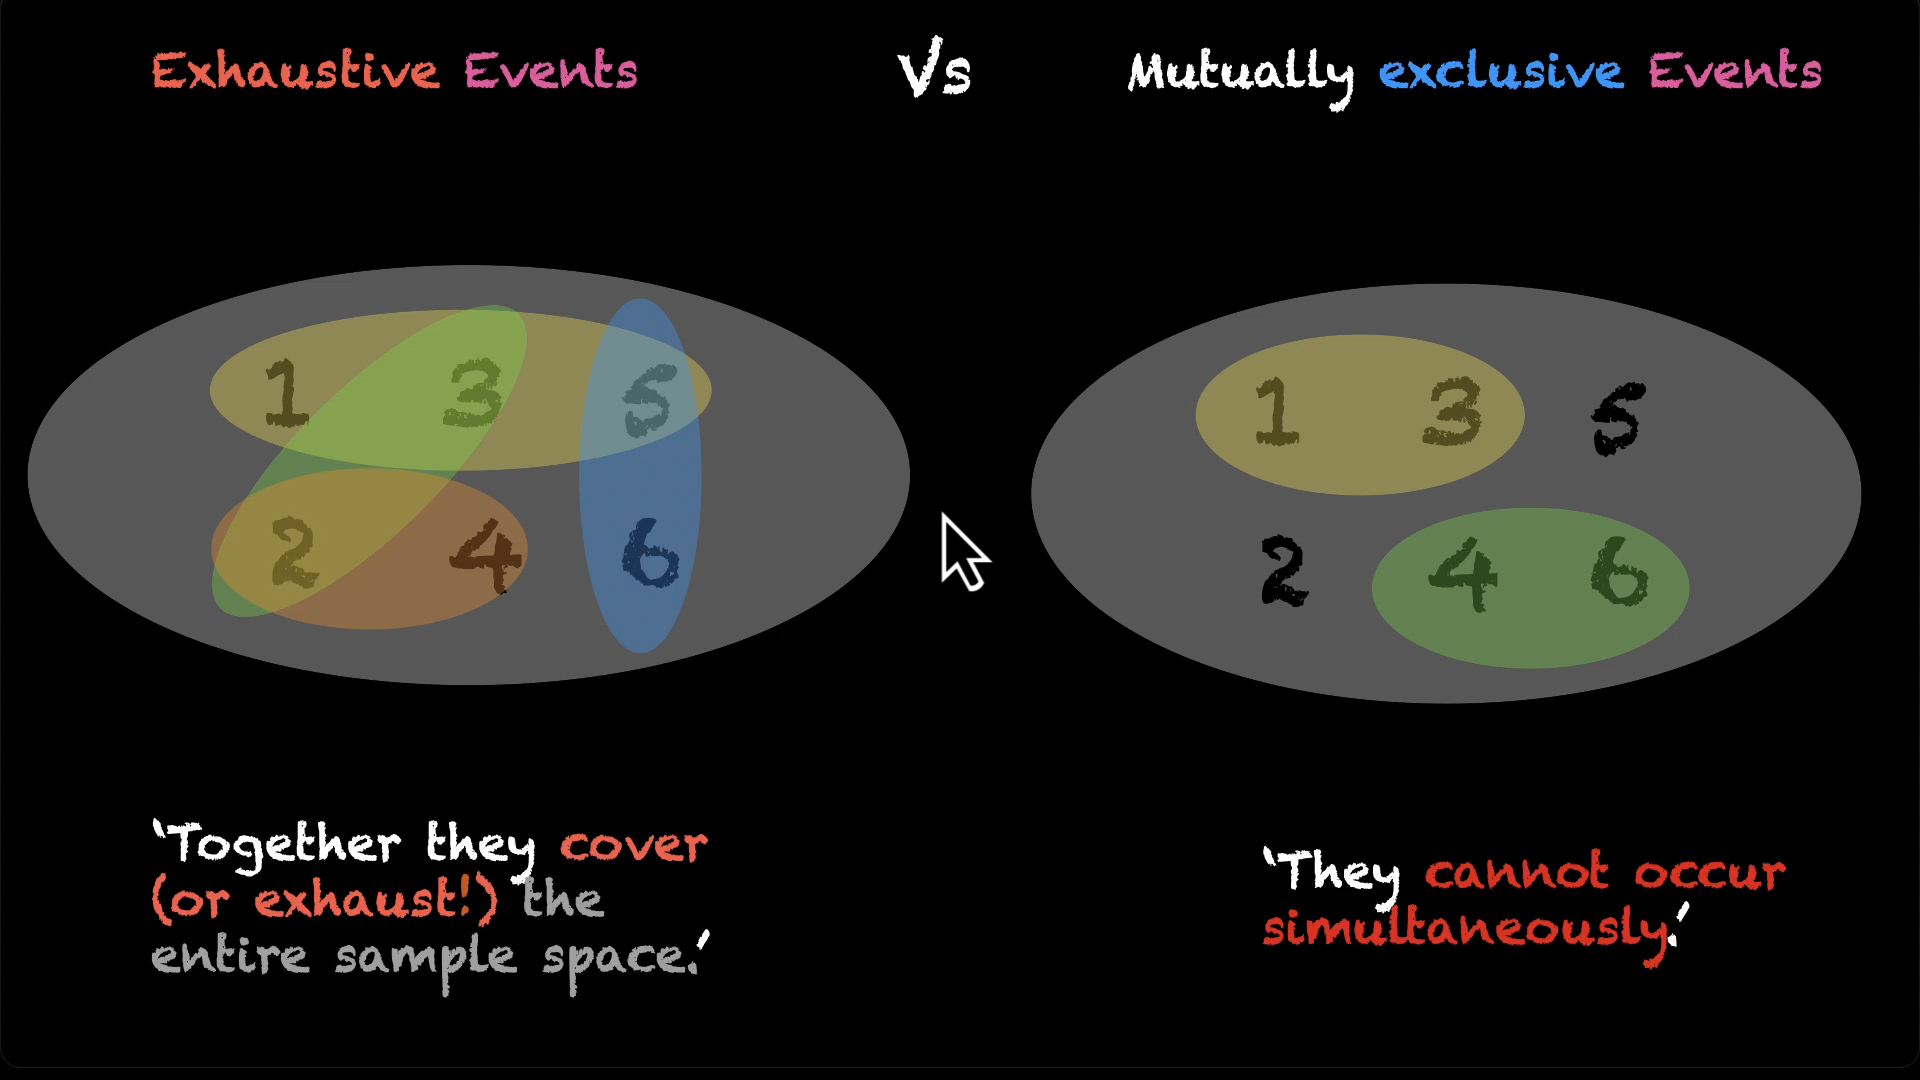 Exhaustive Events Vs Mutually exclusive Events
1 3 5
2 4 6
1 3 5
2 4 6
‘Together they cover
(or exhaust!) the
entire sample space.’
‘They cannot occur
simultaneously.’